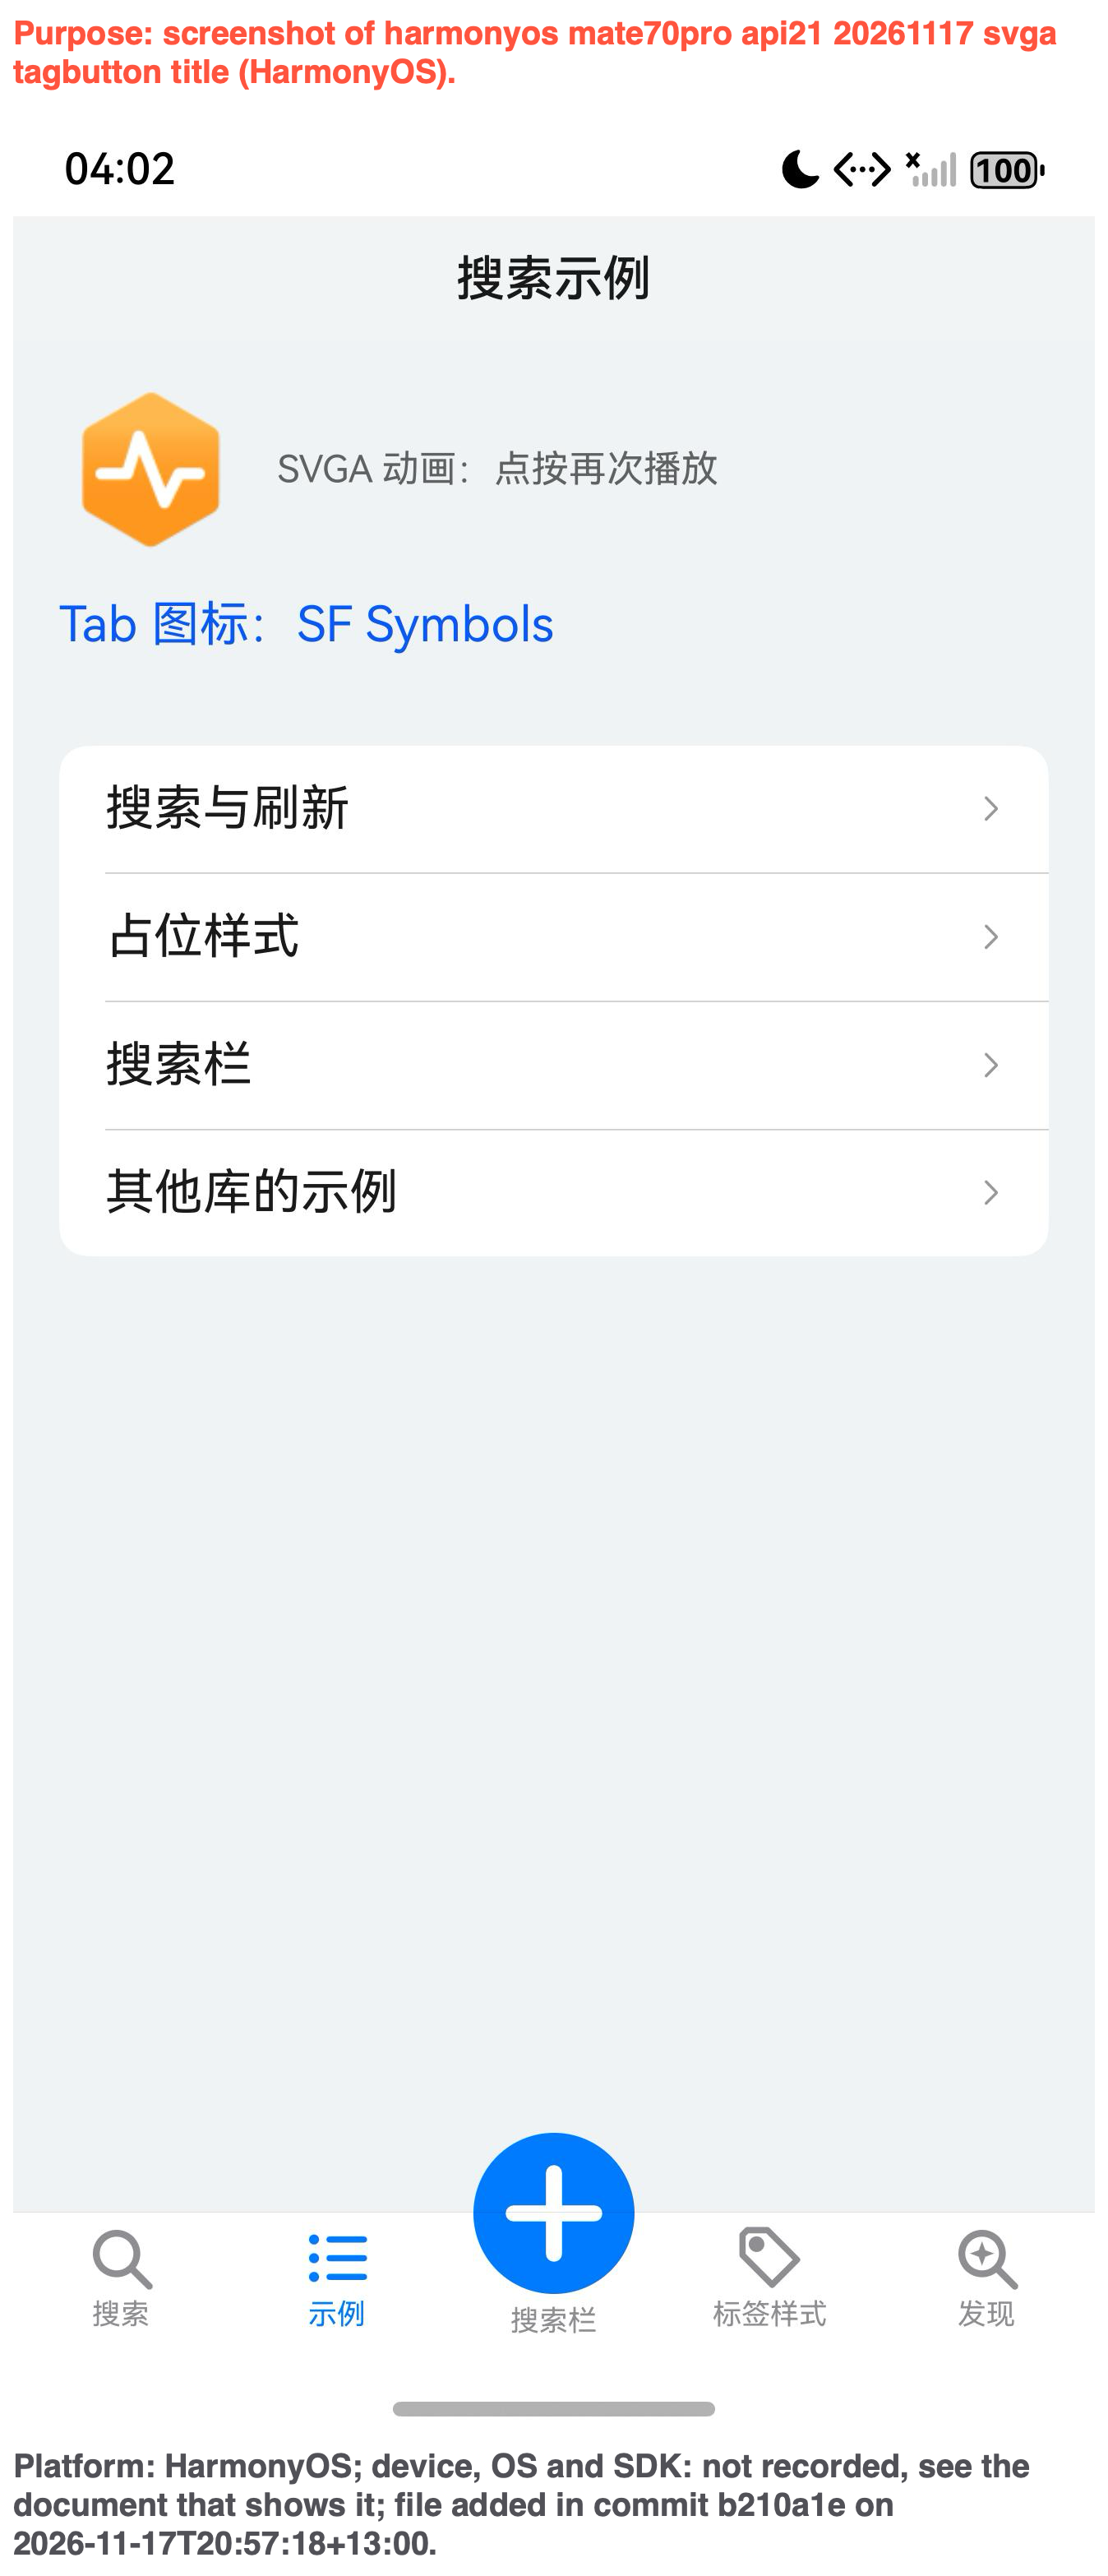 Purpose: screenshot of harmonyos mate70pro api21 20261117 svga
tagbutton title (HarmonyOS).
04:02
100
搜索示例
SVGA 动画：点按再次播放
Tab 图标：SF Symbols
搜索与刷新
占位样式
搜索栏
其他库的示例
搜索
示例
搜索栏
标签样式
发现
Platform: HarmonyOS; device, OS and SDK: not recorded, see the
document that shows it; file added in commit b210a1e on
2026-11-17T20:57:18+13:00.